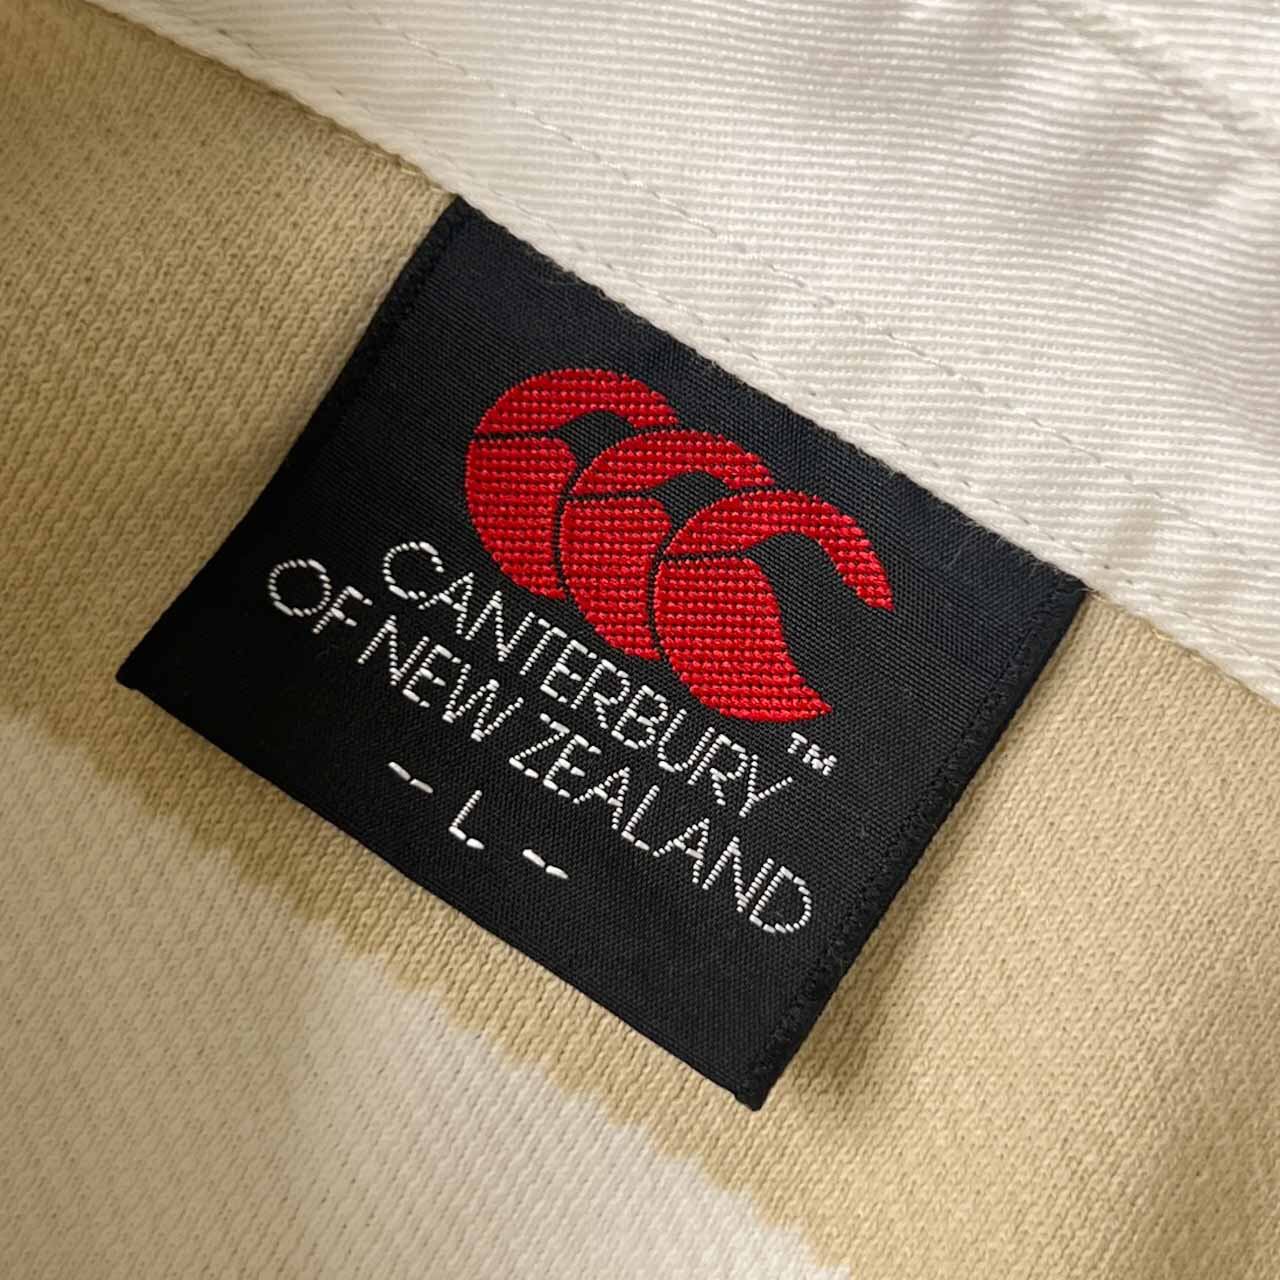 CANTERBURY™
OF NEW ZEALAND
- L -